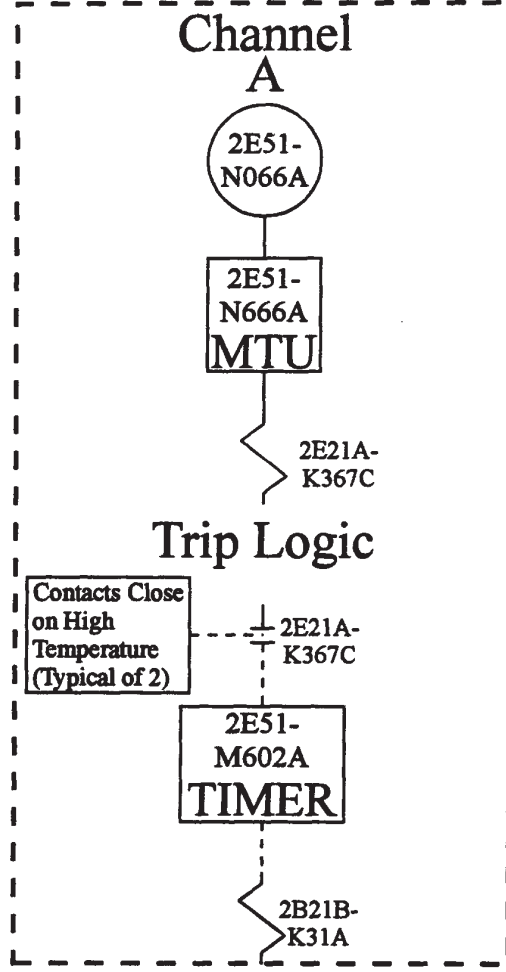 Channel
A
2E51-
N066A
2E51-
N666A
MTU
2E21A-
K367C
Trip Logic
Contacts Close
on High
Temperature
(Typical of 2)
2E21A-
K367C
2E51-
M602A
TIMER
2B21B-
K31A